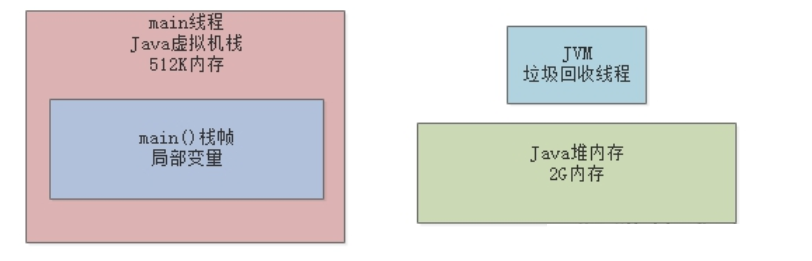 main线程
Java虚拟机栈
512K内存
main()栈帧
局部变量
JVM
垃圾回收线程
Java堆内存
2G内存